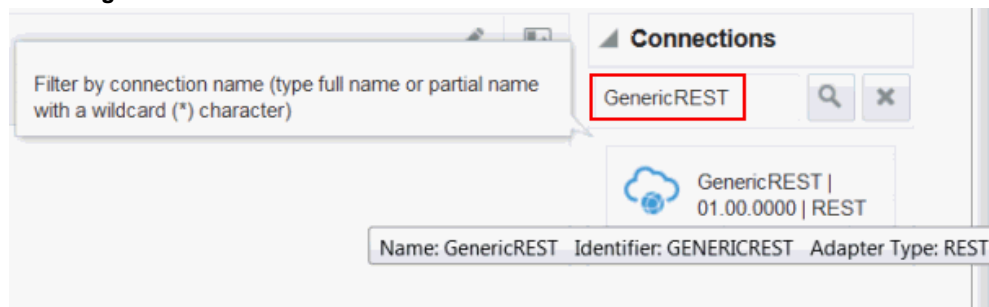 Connections
Filter by connection name (type full name or partial name
with a wildcard (*) character)
GenericREST
GenericREST |
01.00.0000 | REST
Name: GenericREST Identifier: GENERICREST Adapter Type: REST